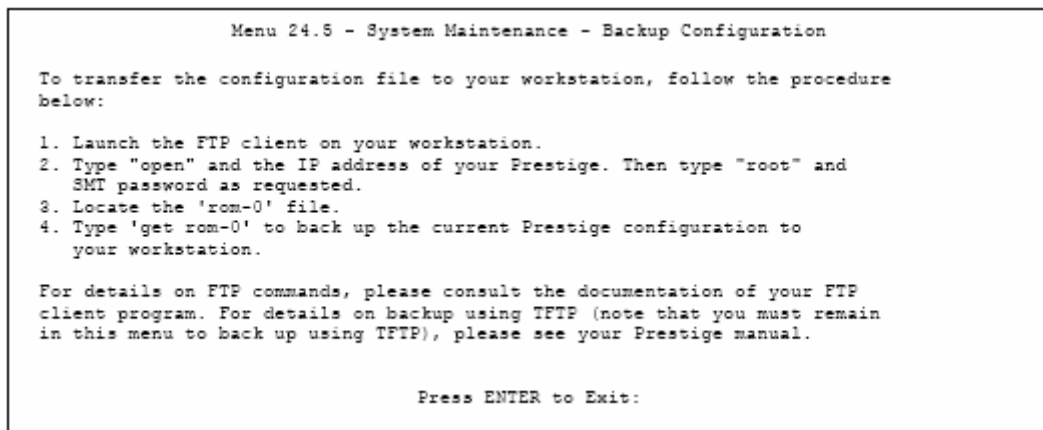 Menu 24.5 - System Maintenance - Backup Configuration
To transfer the configuration file to your workstation, follow the procedure
below:
1. Launch the FTP client on your workstation.
2. Type "open" and the IP address of your Prestige. Then type "root" and
SMT password as requested.
3. Locate the 'rom-0' file.
4. Type 'get rom-0' to back up the current Prestige configuration to
your workstation.
For details on FTP commands, please consult the documentation of your FTP
client program. For details on backup using TFTP (note that you must remain
in this menu to back up using TFTP), please see your Prestige manual.
Press ENTER to Exit: